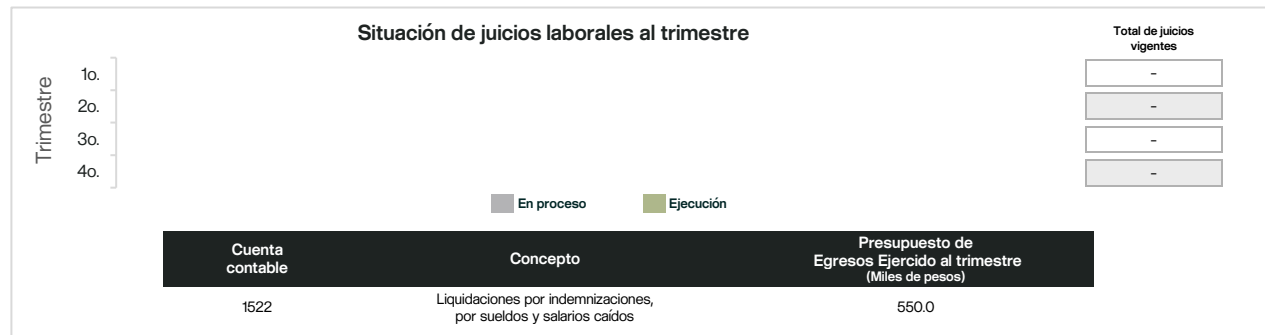 Situación de juicios laborales al trimestre
Total de juicios
vigentes
Trimestre
1o.
-
2o.
-
3o.
-
4o.
-
En proceso
Ejecución
Cuenta
contable
Concepto
Presupuesto de
Egresos Ejercido al trimestre
(Miles de pesos)
1522
Liquidaciones por indemnizaciones,
por sueldos y salarios caídos
550.0